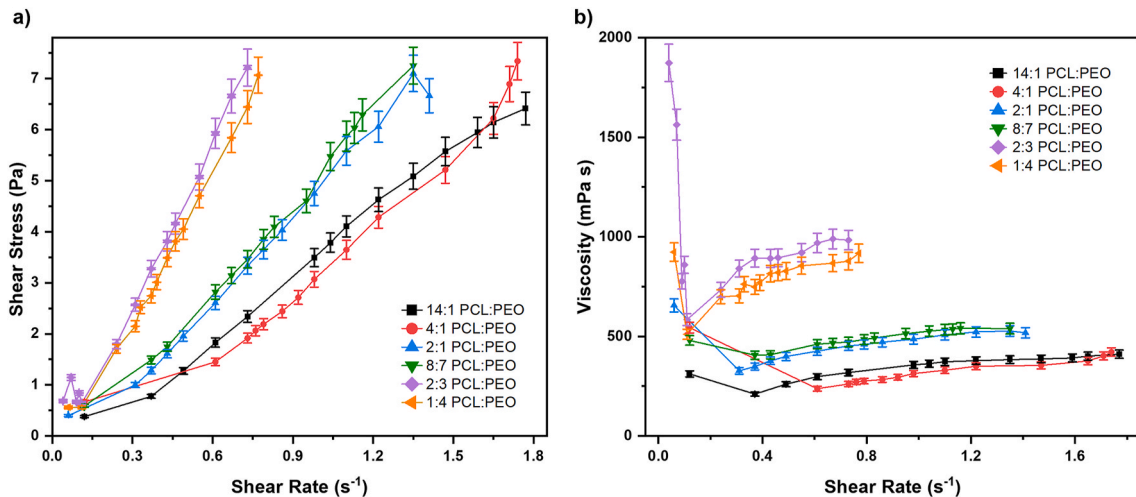 a)
7
6
5
4
3
2
1
0
Shear Stress (Pa)
0.0
0.3
0.6
0.9
1.2
1.5
1.8
Shear Rate (s⁻¹)
14:1 PCL:PEO
4:1 PCL:PEO
2:1 PCL:PEO
8:7 PCL:PEO
2:3 PCL:PEO
1:4 PCL:PEO
b)
2000
1500
1000
500
0
Viscosity (mPa s)
0.0
0.4
0.8
1.2
1.6
Shear Rate (s⁻¹)
14:1 PCL:PEO
4:1 PCL:PEO
2:1 PCL:PEO
8:7 PCL:PEO
2:3 PCL:PEO
1:4 PCL:PEO